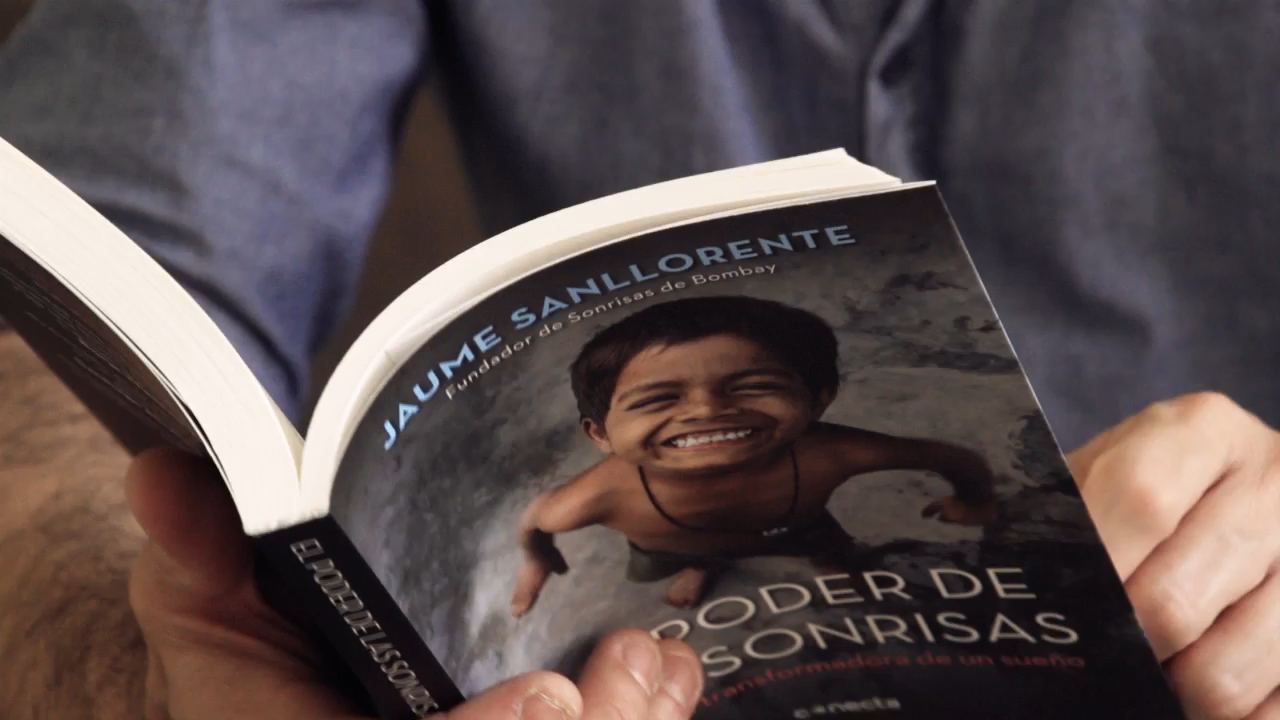 JAUME SANLLORENTE
Fundador de Sonrisas de Bombay
PODER DE
SONRISAS
transformadora de un sueño
conecta
EL PODER DE LAS SONRISAS